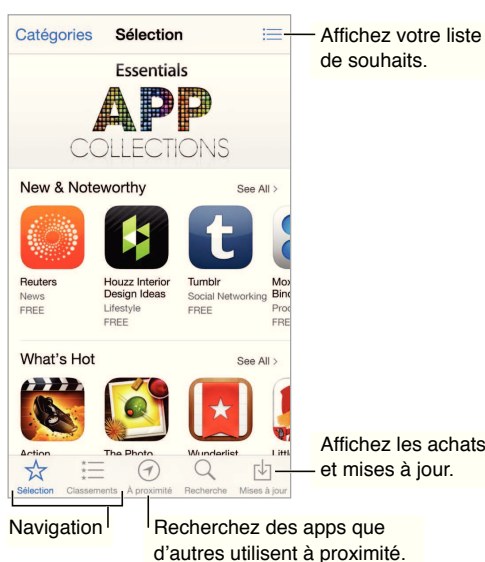 Catégories Sélection
Affichez votre liste
de souhaits.
Essentials
APP
COLLECTIONS
New & Noteworthy See All >
Reuters
News
FREE
Houzz Interior
Design Ideas
Lifestyle
FREE
t
Tumblr
Social Networking
FREE
What's Hot See All >
Action The Photo Wunderlist
Affichez les achats
et mises à jour.
Sélection Classements À proximité Recherche Mises à jour
Navigation
Recherchez des apps que
d'autres utilisent à proximité.